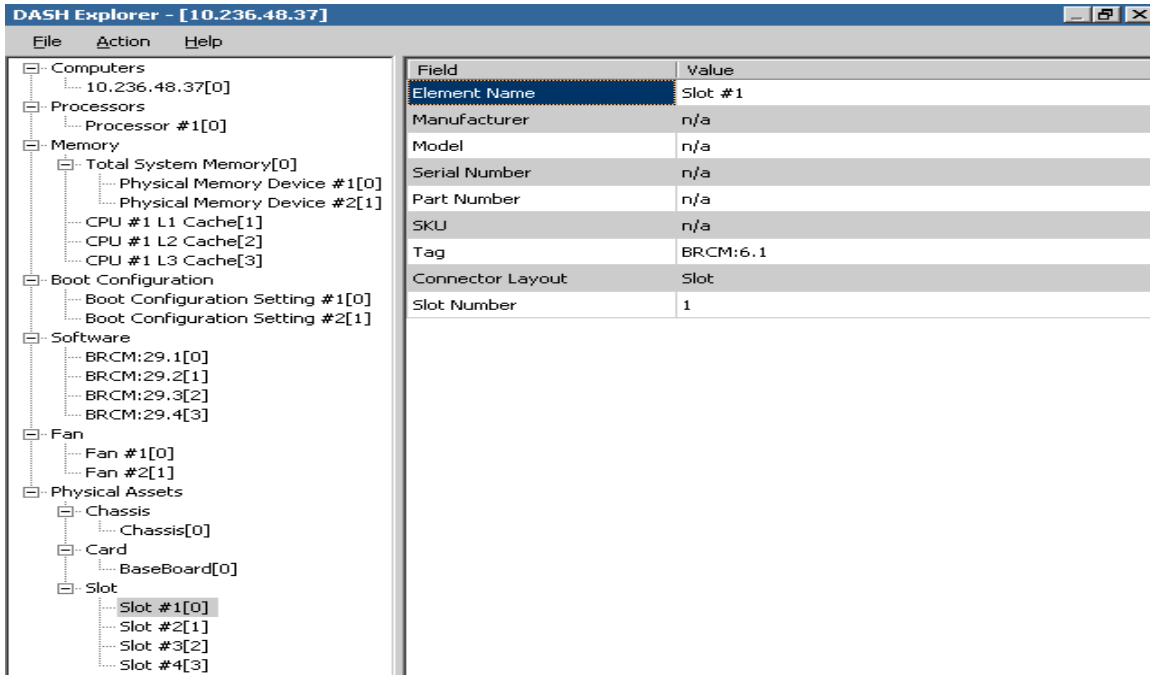 DASH Explorer - [10.236.48.37]
File Action Help
Computers
10.236.48.37[0]
Processors
Processor #1[0]
Memory
Total System Memory[0]
Physical Memory Device #1[0]
Physical Memory Device #2[1]
CPU #1 L1 Cache[1]
CPU #1 L2 Cache[2]
CPU #1 L3 Cache[3]
Boot Configuration
Boot Configuration Setting #1[0]
Boot Configuration Setting #2[1]
Software
BRCM:29.1[0]
BRCM:29.2[1]
BRCM:29.3[2]
BRCM:29.4[3]
Fan
Fan #1[0]
Fan #2[1]
Physical Assets
Chassis
Chassis[0]
Card
BaseBoard[0]
Slot
Slot #1[0]
Slot #2[1]
Slot #3[2]
Slot #4[3]
Field Value
Element Name Slot #1
Manufacturer n/a
Model n/a
Serial Number n/a
Part Number n/a
SKU n/a
Tag BRCM:6.1
Connector Layout Slot
Slot Number 1